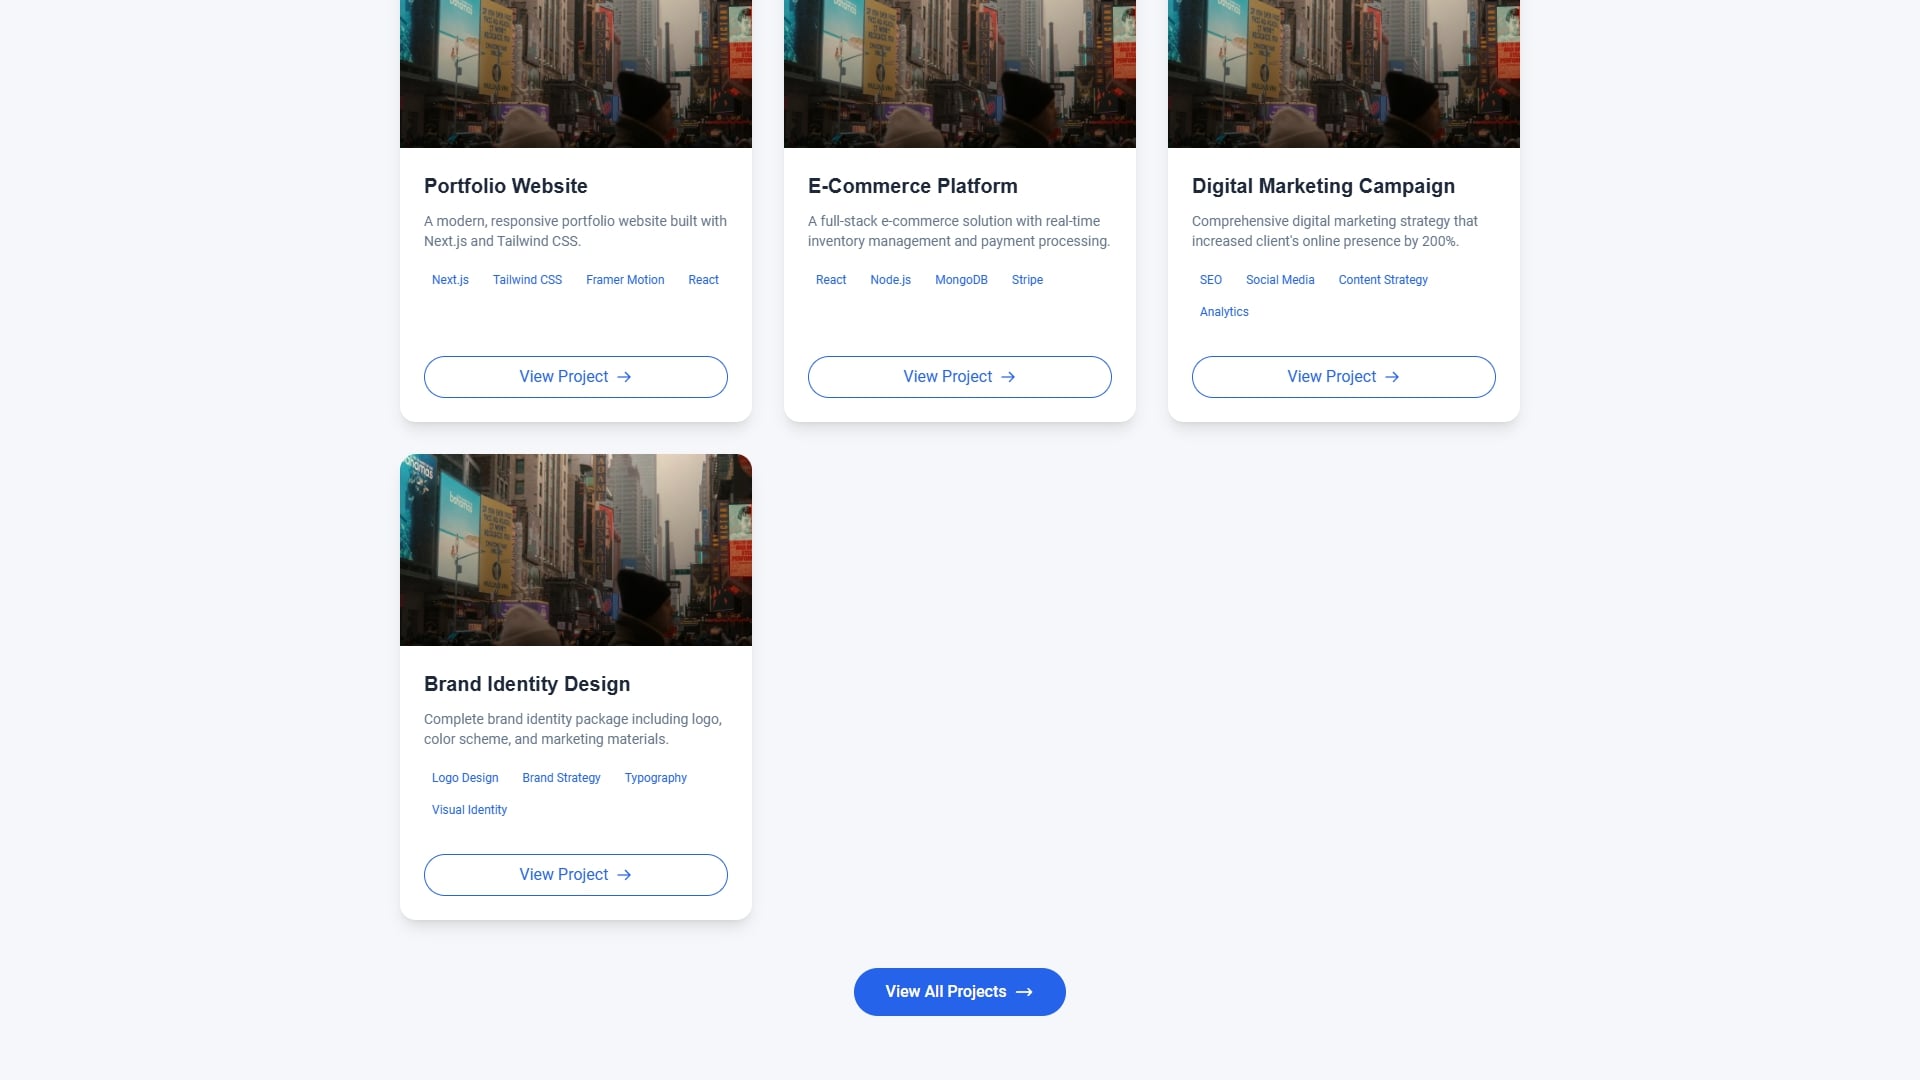 Portfolio Website
A modern, responsive portfolio website built with
Next.js and Tailwind CSS.
Next.js Tailwind CSS Framer Motion React
View Project →
E-Commerce Platform
A full-stack e-commerce solution with real-time
inventory management and payment processing.
React Node.js MongoDB Stripe
View Project →
Digital Marketing Campaign
Comprehensive digital marketing strategy that
increased client's online presence by 200%.
SEO Social Media Content Strategy
Analytics
View Project →
bahamas
Brand Identity Design
Complete brand identity package including logo,
color scheme, and marketing materials.
Logo Design Brand Strategy Typography
Visual Identity
View Project →
View All Projects →